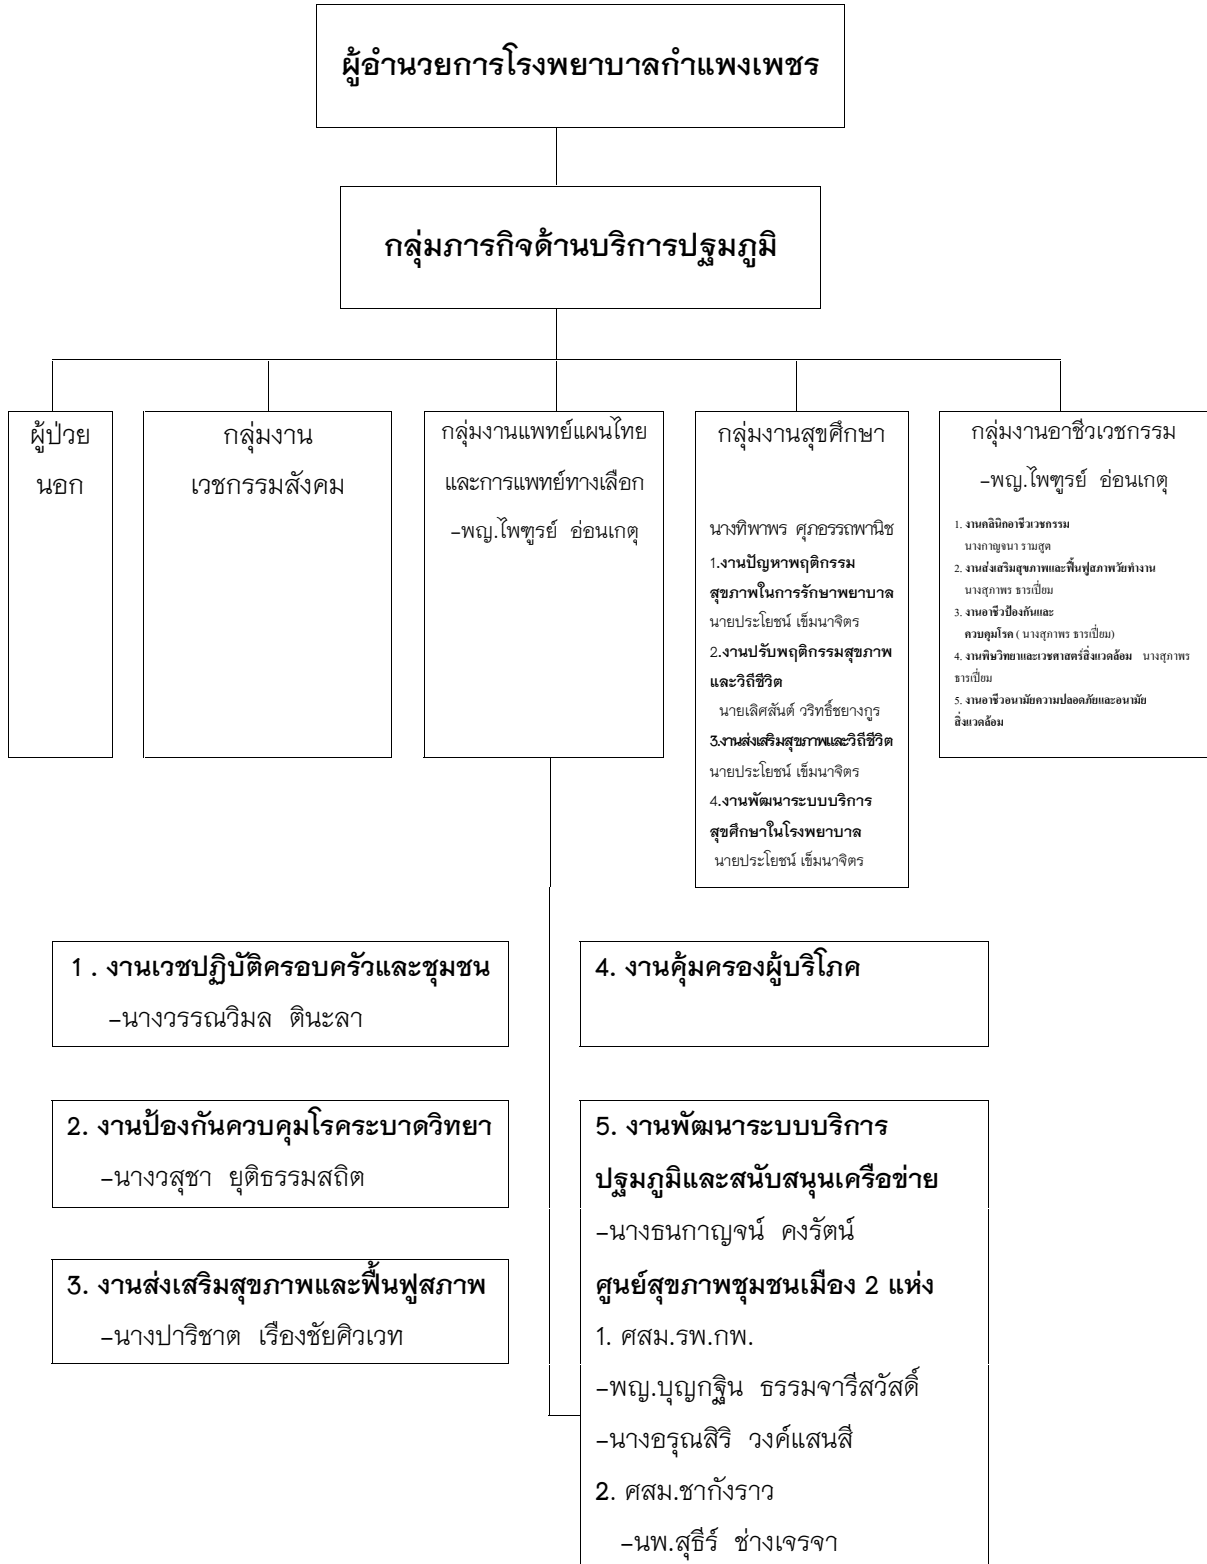 ผู้อำนวยการโรงพยาบาลกำแพงเพชร
กลุ่มภารกิจด้านบริการปฐมภูมิ
ผู้ป่วย
นอก
กลุ่มงาน
เวชกรรมสังคม
กลุ่มงานแพทย์แผนไทย
และการแพทย์ทางเลือก
-พญ.ไพฑูรย์ อ่อนเกตุ
กลุ่มงานสุขศึกษา
นางทิพาพร ศุภอรรถพานิช
1.งานปัญหาพฤติกรรม
สุขภาพในการรักษาพยาบาล
นายประโยชน์ เข็มนาจิตร
2.งานปรับพฤติกรรมสุขภาพ
และวิถีชีวิต
นายเลิศสันต์ วริทธิ์ชยางกูร
3.งานส่งเสริมสุขภาพและวิถีชีวิต
นายประโยชน์ เข็มนาจิตร
4.งานพัฒนาระบบบริการ
สุขศึกษาในโรงพยาบาล
นายประโยชน์ เข็มนาจิตร
กลุ่มงานอาชีวเวชกรรม
-พญ.ไพฑูรย์ อ่อนเกตุ
1. งานคลินิกอาชีวเวชกรรม
นางกาญจนา รามสูต
2. งานส่งเสริมสุขภาพและฟื้นฟูสภาพวัยทำงาน
นางสุภาพร ธารเปี่ยม
3. งานอาชีวป้องกันและ
ควบคุมโรค ( นางสุภาพร ธารเปี่ยม)
4. งานพิษวิทยาและเวชศาสตร์สิ่งแวดล้อม นางสุภาพร
ธารเปี่ยม
5. งานอาชีวอนามัยความปลอดภัยและอนามัย
สิ่งแวดล้อม
1 . งานเวชปฏิบัติครอบครัวและชุมชน
-นางวรรณวิมล ตินะลา
2. งานป้องกันควบคุมโรคระบาดวิทยา
-นางวสุชา ยุติธรรมสถิต
3. งานส่งเสริมสุขภาพและฟื้นฟูสภาพ
-นางปาริชาต เรืองชัยศิวเวท
4. งานคุ้มครองผู้บริโภค
5. งานพัฒนาระบบบริการ
ปฐมภูมิและสนับสนุนเครือข่าย
-นางธนกาญจน์ คงรัตน์
ศูนย์สุขภาพชุมชนเมือง 2 แห่ง
1. ศสม.รพ.กพ.
-พญ.บุญกฐิน ธรรมจารีสวัสดิ์
-นางอรุณสิริ วงค์แสนสี
2. ศสม.ชากังราว
-นพ.สุธีร์ ช่างเจรจา